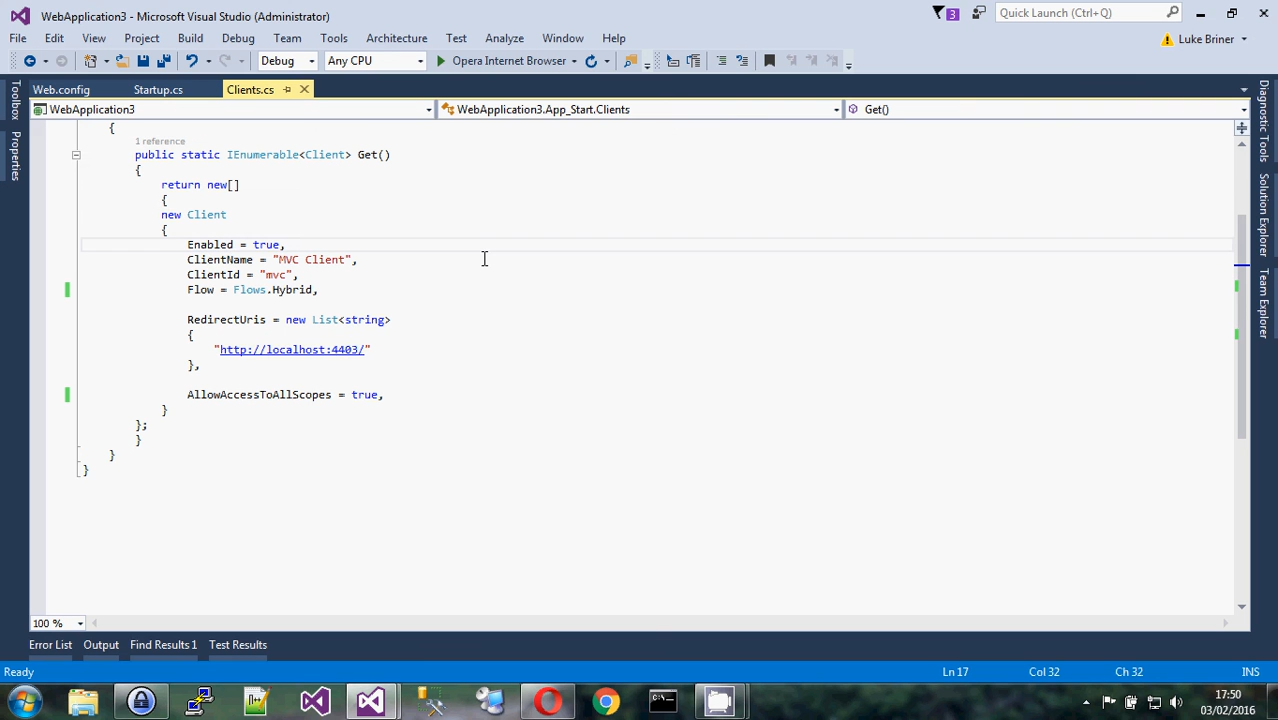 WebApplication3 - Microsoft Visual Studio (Administrator)
3
Quick Launch (Ctrl+Q)
File Edit View Project Build Debug Team Tools Architecture Test Analyze Window Help
Luke Briner
Debug Any CPU Opera Internet Browser
Toolbox
Properties
Web.config Startup.cs Clients.cs
WebApplication3 WebApplication3.App_Start.Clients Get()
{
1 reference
public static IEnumerable<Client> Get()
{
return new[]
{
new Client
{
Enabled = true,
ClientName = "MVC Client",
ClientId = "mvc",
Flow = Flows.Hybrid,
RedirectUris = new List<string>
{
"http://localhost:4403/"
},
AllowAccessToAllScopes = true,
}
};
}
}
}
Diagnostic Tools
Solution Explorer
Team Explorer
100 %
Error List Output Find Results 1 Test Results
Ready Ln 17 Col 32 Ch 32 INS
17:50
03/02/2016